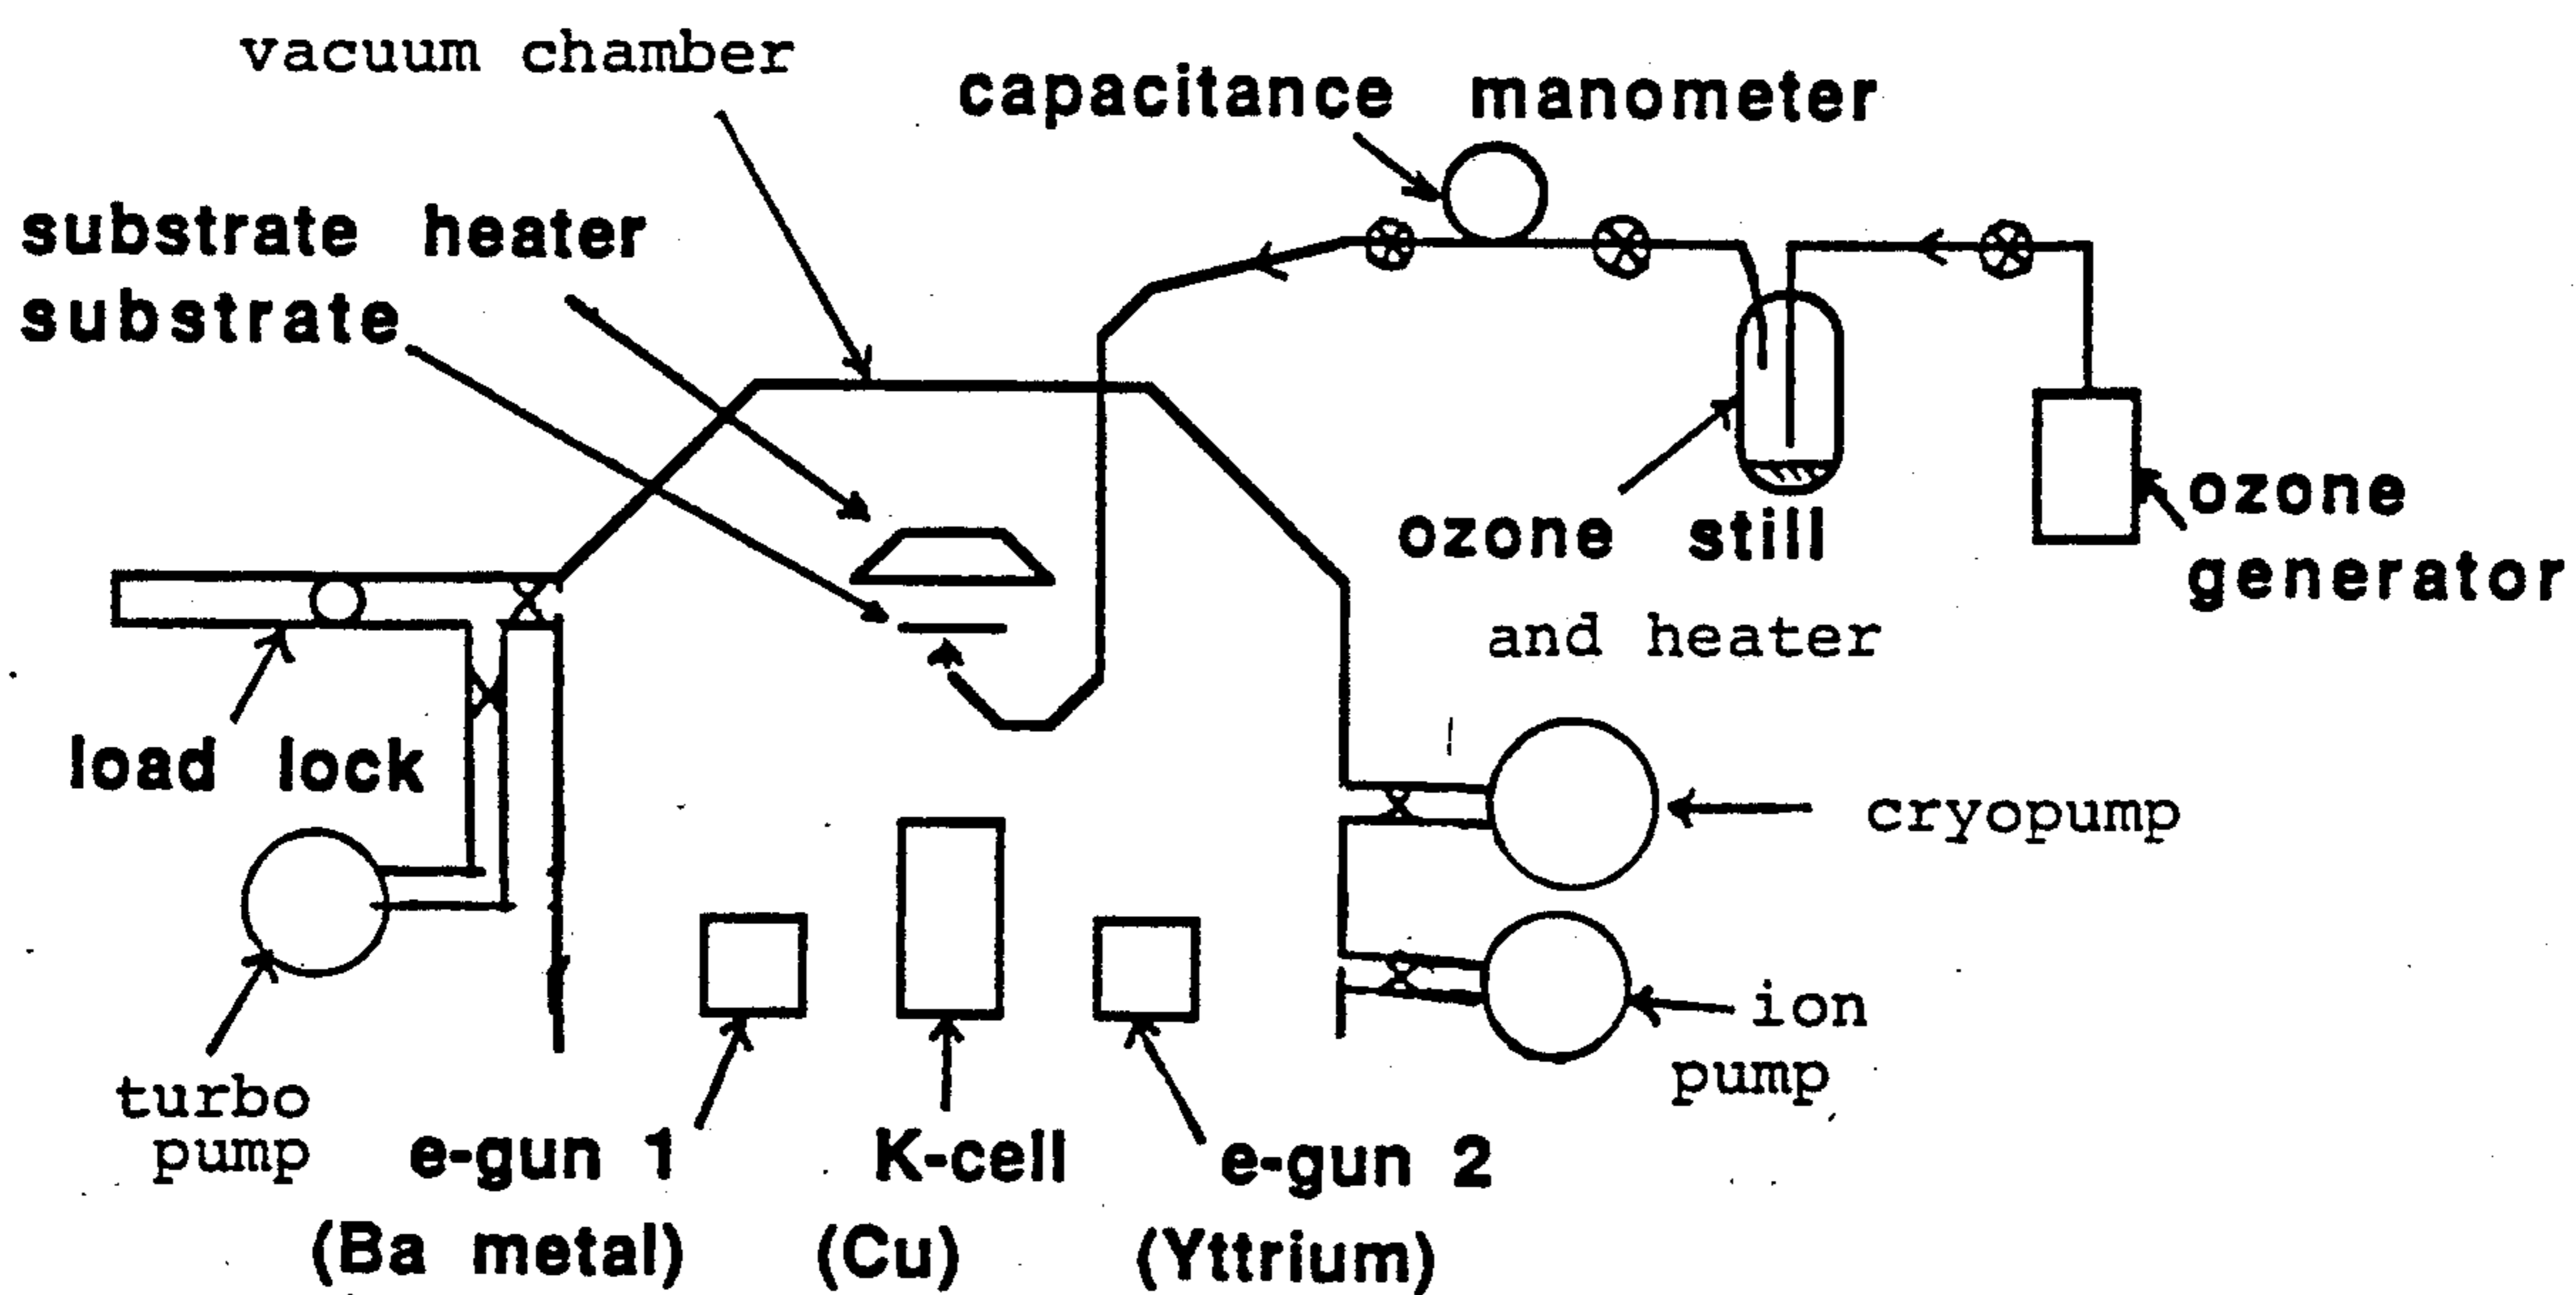 vacuum chamber
capacitance manometer
substrate heater
substrate
ozone
generator
ozone still
and heater
load lock
cryopump
ion
pump
turbo
pump
e-gun 1
(Ba metal)
K-cell
(Cu)
e-gun 2
(Yttrium)